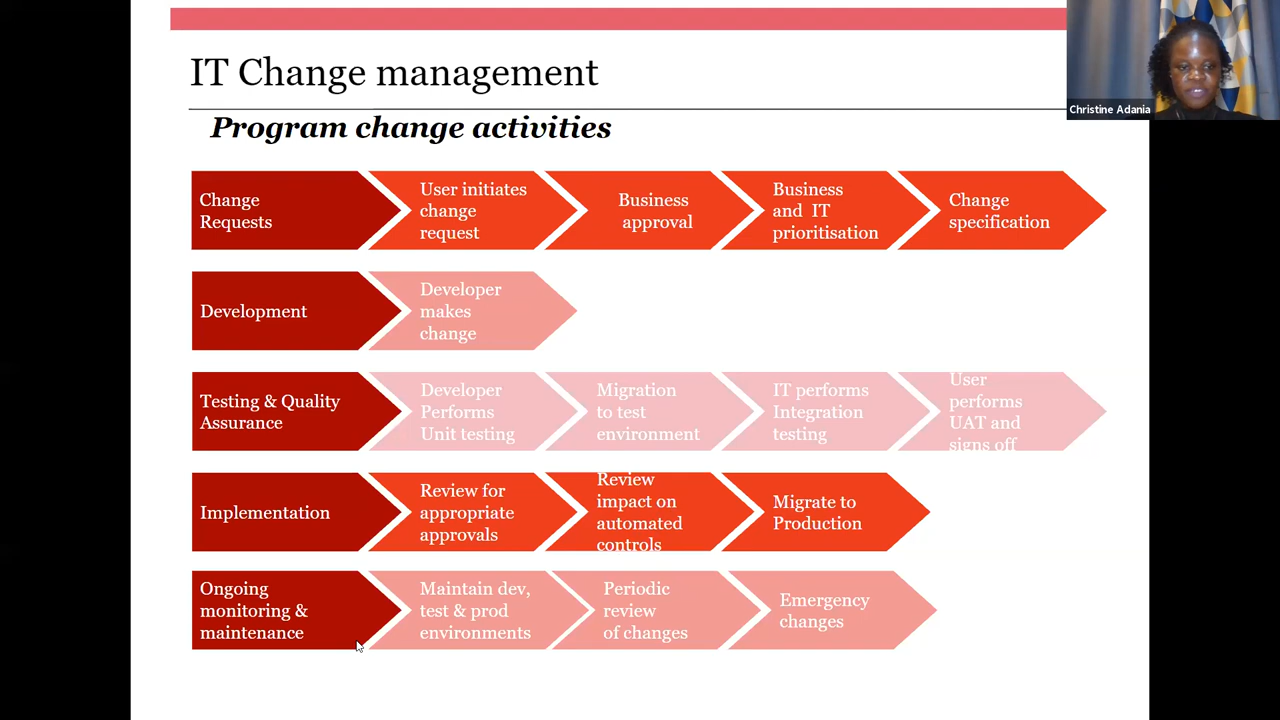 IT Change management
Christine Adania
Program change activities
Change
Requests
User initiates
change
request
Business
approval
Business
and IT
prioritisation
Change
specification
Development
Developer
makes
change
Testing & Quality
Assurance
Developer
Performs
Unit testing
Migration
to test
environment
IT performs
Integration
testing
User
performs
UAT and
signs off
Implementation
Review for
appropriate
approvals
Review
impact on
automated
controls
Migrate to
Production
Ongoing
monitoring &
maintenance
Maintain dev,
test & prod
environments
Periodic
review
of changes
Emergency
changes